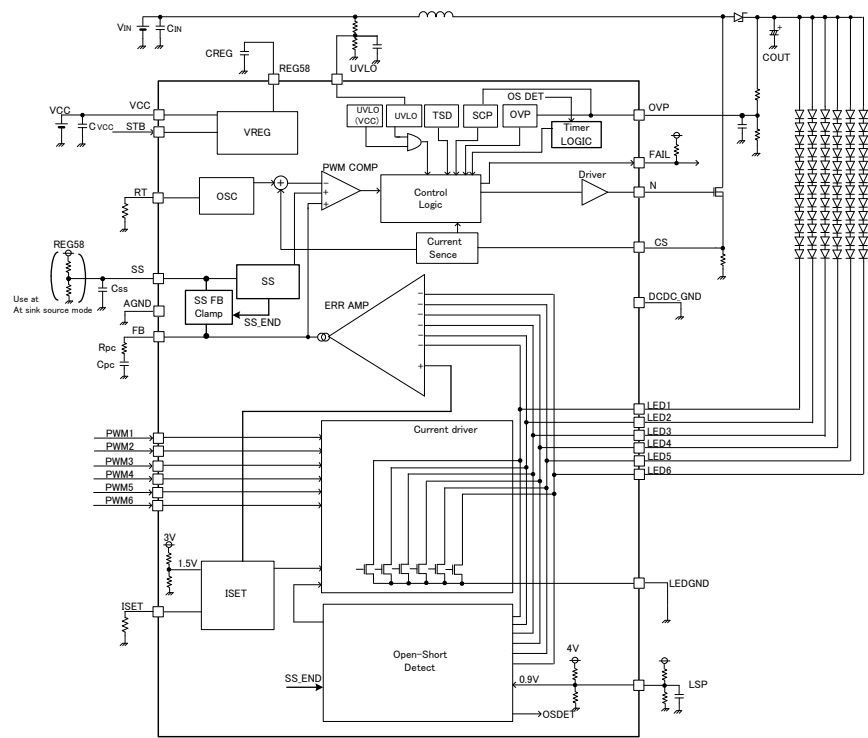 VIN
CIN
COUT
CREG
REG58
UVLO
VCC
VCC
CVCC
STB
VREG
UVLO
(VCC)
UVLO
TSD
SCP
OVP
OS DET
Timer
LOGIC
OVP
FAIL
PWM COMP
Control
Logic
Driver
N
RT
OSC
Current
Sence
CS
REG58
SS
Css
Use at
At sink source mode
SS
SS FB
Clamp
SS_END
ERR AMP
AGND
FB
Rpc
Cpc
DCDC_GND
LED1
LED2
LED3
LED4
LED5
LED6
Current driver
PWM1
PWM2
PWM3
PWM4
PWM5
PWM6
3V
1.5V
ISET
ISET
LEDGND
Open-Short
Detect
SS_END
4V
0.9V
LSP
OSDET